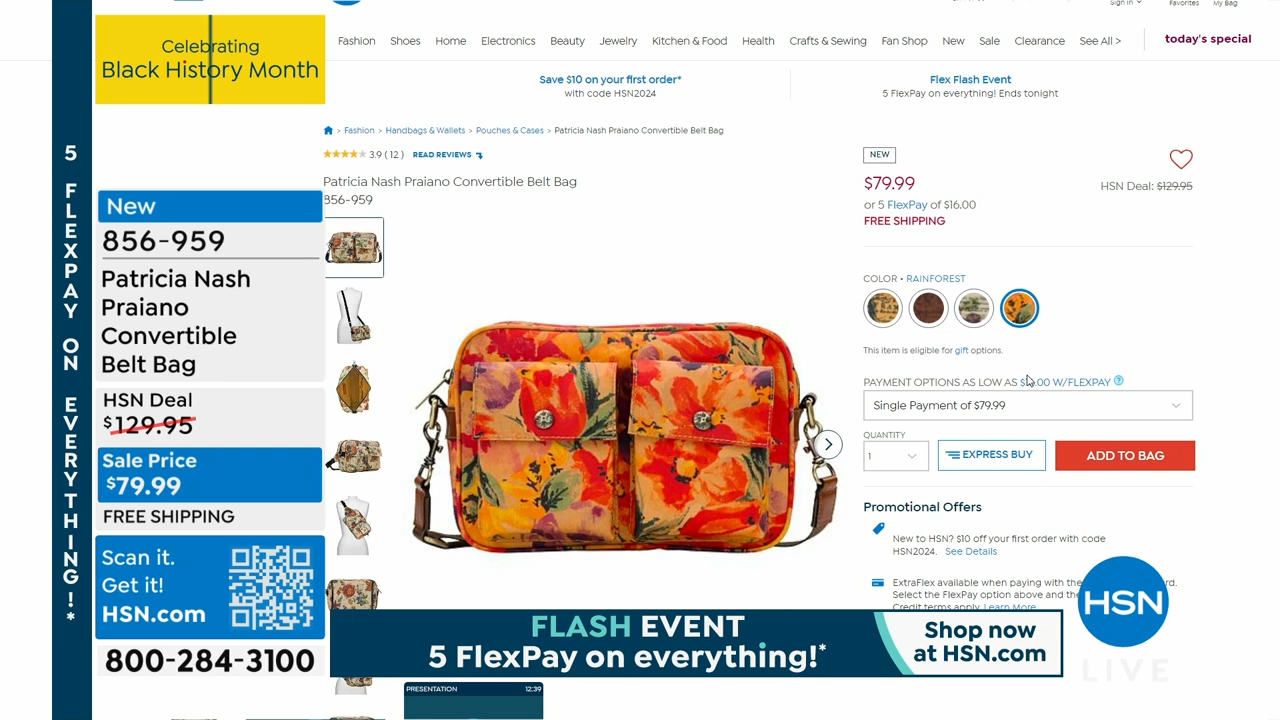 Sign In
Favorites
My Bag
Celebrating
Black History Month
Fashion Shoes Home Electronics Beauty Jewelry Kitchen & Food Health Crafts & Sewing Fan Shop New Sale Clearance See All > today's special
Save $10 on your first order*
with code HSN2024
Flex Flash Event
5 FlexPay on everything! Ends tonight
> Fashion > Handbags & Wallets > Pouches & Cases > Patricia Nash Praiano Convertible Belt Bag
3.9 (12) READ REVIEWS
Patricia Nash Praiano Convertible Belt Bag
856-959
5 FLEXPAY ON EVERYTHING!*
New
856-959
Patricia Nash
Praiano
Convertible
Belt Bag
HSN Deal
$129.95
Sale Price
$79.99
FREE SHIPPING
Scan it.
Get it!
HSN.com
800-284-3100
NEW
$79.99
HSN Deal: $129.95
or 5 FlexPay of $16.00
FREE SHIPPING
COLOR • RAINFOREST
This item is eligible for gift options.
PAYMENT OPTIONS AS LOW AS W/FLEXPAY ?
Single Payment of $79.99
QUANTITY
1
EXPRESS BUY
ADD TO BAG
Promotional Offers
New to HSN? $10 off your first order with code
HSN2024. See Details
ExtraFlex available when paying with the
Select the FlexPay option above and the
Credit terms apply. Learn More
FLASH EVENT
5 FlexPay on everything!*
Shop now
at HSN.com
HSN
LIVE
PRESENTATION 12:39